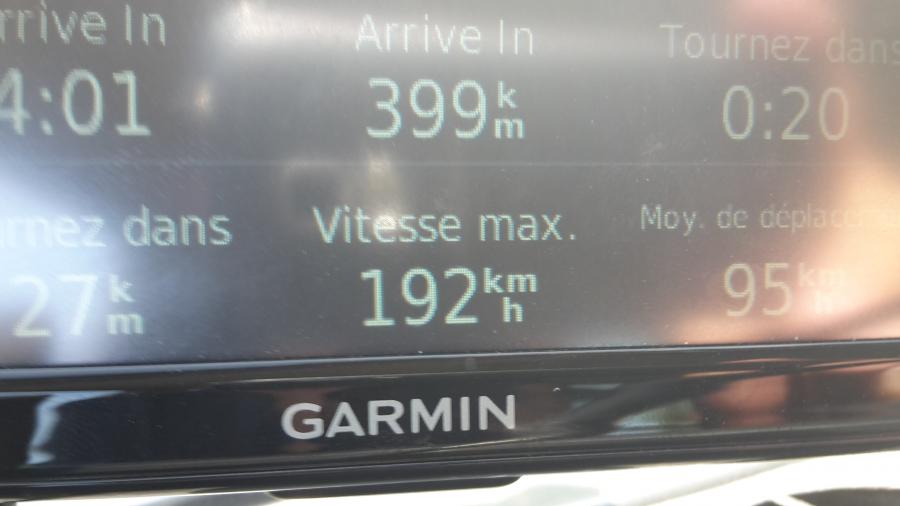 Arrive In Arrive In Tournez dans
4:01 399 km 0:20
Tournez dans Vitesse max. Moy. de
27 km 192 km/h 95 km/h
GARMIN